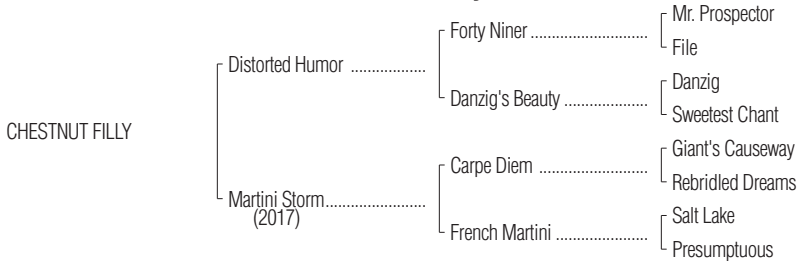 Mr. Prospector
Forty Niner ............................
File
Distorted Humor ..................
Danzig
Danzig's Beauty ....................
Sweetest Chant
CHESTNUT FILLY
Giant's Causeway
Carpe Diem ..........................
Rebridled Dreams
Martini Storm........................
(2017)
Salt Lake
French Martini ......................
Presumptuous